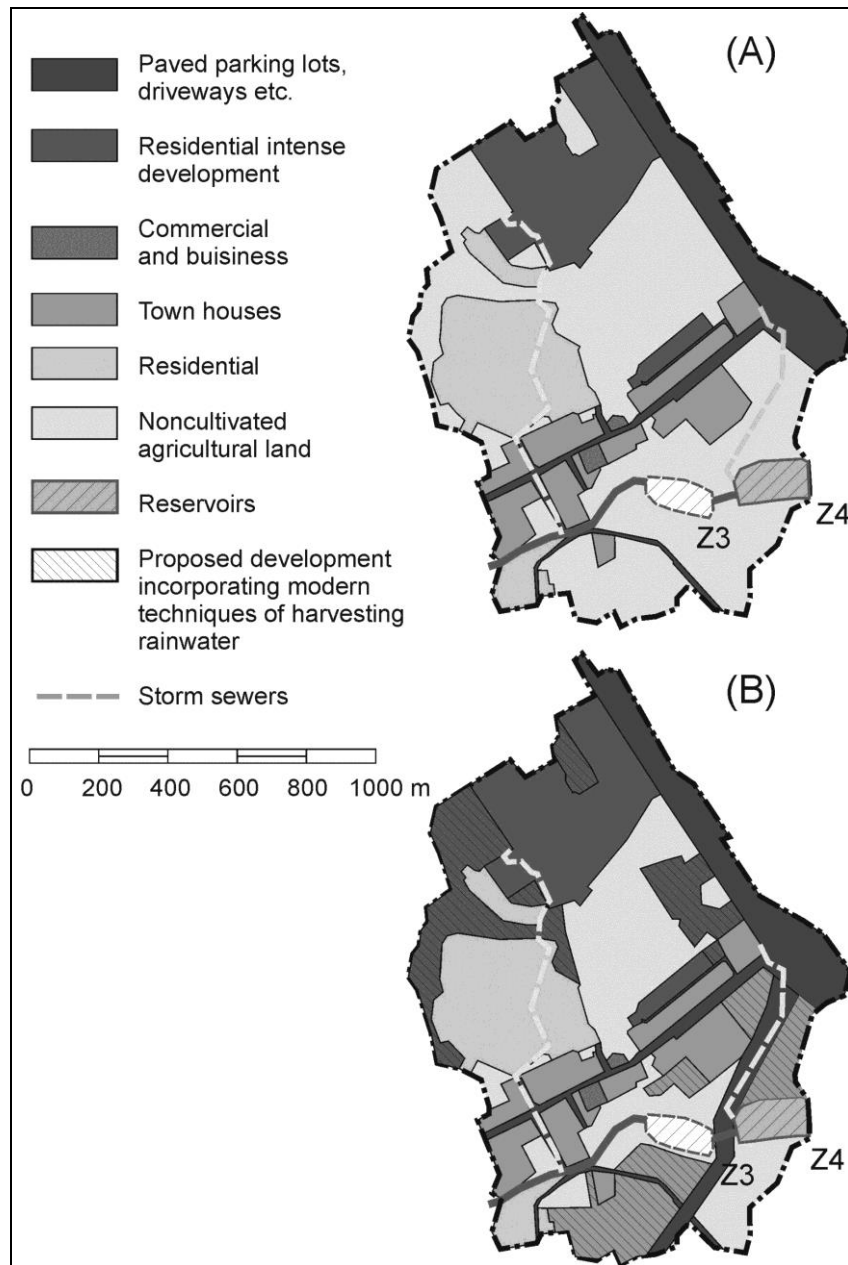 (A)
Paved parking lots,
driveways etc.
Residential intense
development
Commercial
and buisiness
Town houses
Residential
Noncultivated
agricultural land
Reservoirs
Proposed development
incorporating modern
techniques of harvesting
rainwater
Storm sewers
0 200 400 600 800 1000 m
Z3
Z4
(B)
Z3
Z4